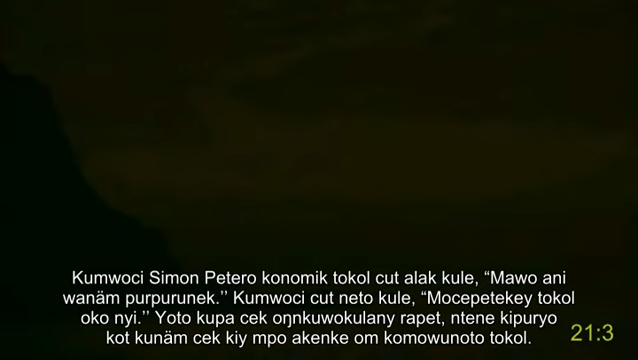 Kumwoci Simon Petero konomik tokol cut alak kule, “Mawo ani
wanäm purpurunek.’’ Kumwoci cut neto kule, “Mocepetekey tokol
oko nyi.’’ Yoto kupa cek oŋnkuwokulany rapet, ntene kipuryo
kot kunäm cek kiy mpo akenke om komowunoto tokol.
21:3